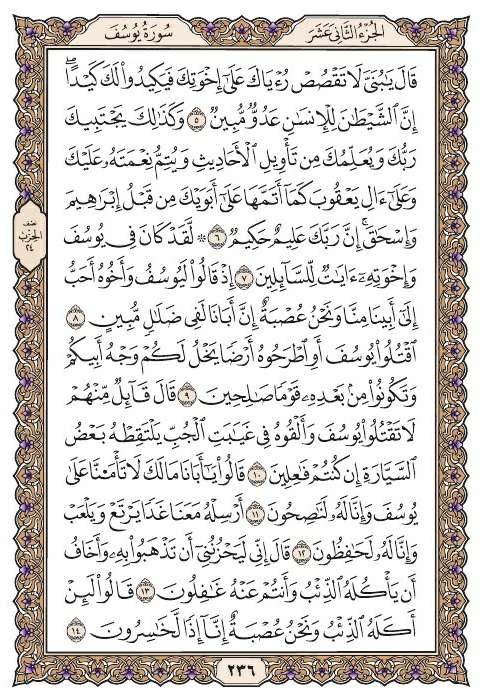 الجزء الثاني عشر
سورة يوسف
قَالَ يَٰبُنَيَّ لَا تَقْصُصْ رُءْيَاكَ عَلَىٰٓ إِخْوَتِكَ فَيَكِيدُوا۟ لَكَ كَيْدًا ۖ
إِنَّ ٱلشَّيْطَٰنَ لِلْإِنسَٰنِ عَدُوٌّ مُّبِينٌ ٥ وَكَذَٰلِكَ يَجْتَبِيكَ
رَبُّكَ وَيُعَلِّمُكَ مِن تَأْوِيلِ ٱلْأَحَادِيثِ وَيُتِمُّ نِعْمَتَهُۥ عَلَيْكَ
وَعَلَىٰٓ ءَالِ يَعْقُوبَ كَمَآ أَتَمَّهَا عَلَىٰٓ أَبَوَيْكَ مِن قَبْلُ إِبْرَٰهِيمَ
وَإِسْحَٰقَ ۚ إِنَّ رَبَّكَ عَلِيمٌ حَكِيمٌ ٦ ۞ لَّقَدْ كَانَ فِى يُوسُفَ
وَإِخْوَتِهِۦٓ ءَايَٰتٌ لِّلسَّآئِلِينَ ٧ إِذْ قَالُوا۟ لَيُوسُفُ وَأَخُوهُ أَحَبُّ
إِلَىٰٓ أَبِينَا مِنَّا وَنَحْنُ عُصْبَةٌ إِنَّ أَبَانَا لَفِى ضَلَٰلٍ مُّبِينٍ ٨
ٱقْتُلُوا۟ يُوسُفَ أَوِ ٱطْرَحُوهُ أَرْضًا يَخْلُ لَكُمْ وَجْهُ أَبِيكُمْ
وَتَكُونُوا۟ مِنۢ بَعْدِهِۦ قَوْمًا صَٰلِحِينَ ٩ قَالَ قَآئِلٌ مِّنْهُمْ
لَا تَقْتُلُوا۟ يُوسُفَ وَأَلْقُوهُ فِى غَيَٰبَتِ ٱلْجُبِّ يَلْتَقِطْهُ بَعْضُ
ٱلسَّيَّارَةِ إِن كُنتُمْ فَٰعِلِينَ ١٠ قَالُوا۟ يَٰٓأَبَانَا مَا لَكَ لَا تَأْمَ۫نَّا عَلَىٰ
يُوسُفَ وَإِنَّا لَهُۥ لَنَٰصِحُونَ ١١ أَرْسِلْهُ مَعَنَا غَدًا يَرْتَعْ وَيَلْعَبْ
وَإِنَّا لَهُۥ لَحَٰفِظُونَ ١٢ قَالَ إِنِّى لَيَحْزُنُنِىٓ أَن تَذْهَبُوا۟ بِهِۦ وَأَخَافُ
أَن يَأْكُلَهُ ٱلذِّئْبُ وَأَنتُمْ عَنْهُ غَٰفِلُونَ ١٣ قَالُوا۟ لَئِنْ
أَكَلَهُ ٱلذِّئْبُ وَنَحْنُ عُصْبَةٌ إِنَّآ إِذًا لَّخَٰسِرُونَ ١٤
نصف
الحزب
٢٤
٢٣٦